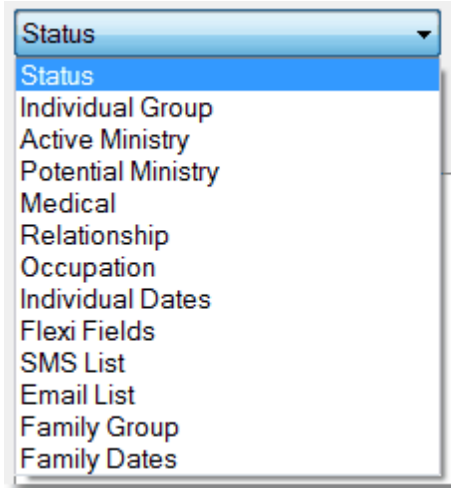 Status
Status
Individual Group
Active Ministry
Potential Ministry
Medical
Relationship
Occupation
Individual Dates
Flexi Fields
SMS List
Email List
Family Group
Family Dates